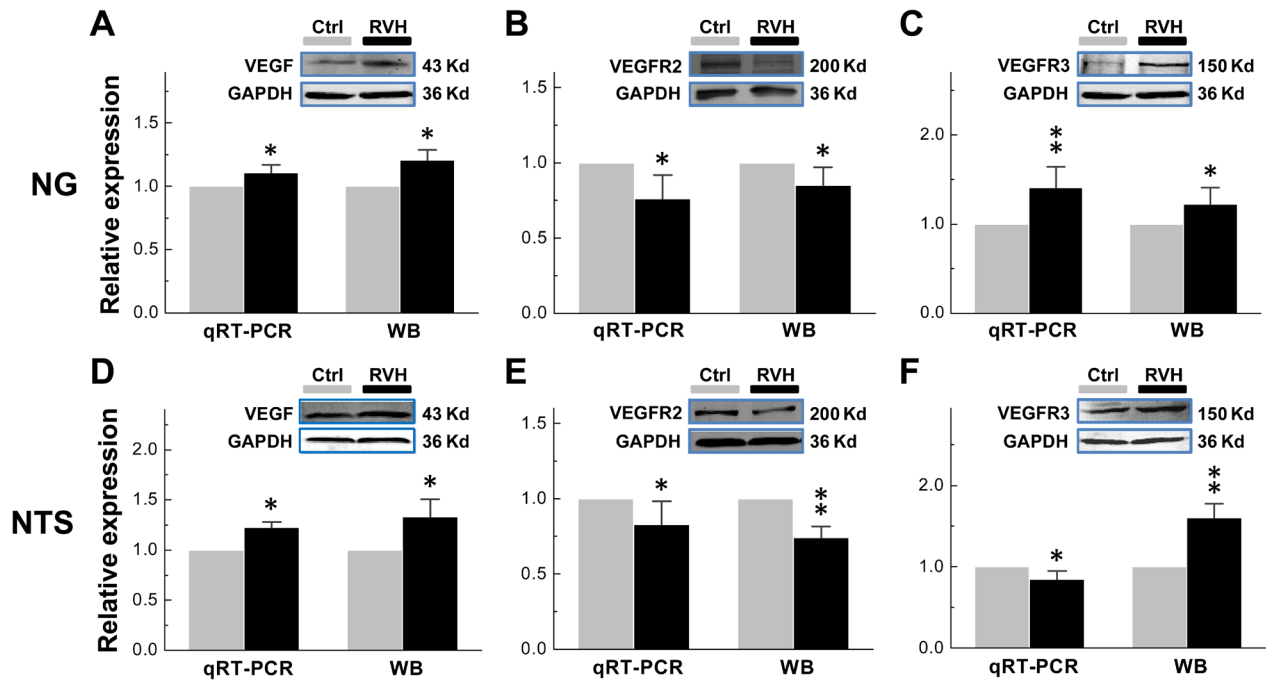 A
Ctrl RVH
VEGF 43 Kd
GAPDH 36 Kd
Relative expression
1.5
1.0
0.5
0.0
* *
qRT-PCR WB
B
Ctrl RVH
VEGFR2 200 Kd
GAPDH 36 Kd
1.5
1.0
0.5
0.0
* *
qRT-PCR WB
C
Ctrl RVH
VEGFR3 150 Kd
GAPDH 36 Kd
2.0
1.0
0.0
** *
qRT-PCR WB
NG
D
Ctrl RVH
VEGF 43 Kd
GAPDH 36 Kd
Relative expression
2.0
1.5
1.0
0.5
0.0
* *
qRT-PCR WB
E
Ctrl RVH
VEGFR2 200 Kd
GAPDH 36 Kd
1.5
1.0
0.5
0.0
* **
qRT-PCR WB
F
Ctrl RVH
VEGFR3 150 Kd
GAPDH 36 Kd
2.0
1.0
0.0
* **
qRT-PCR WB
NTS